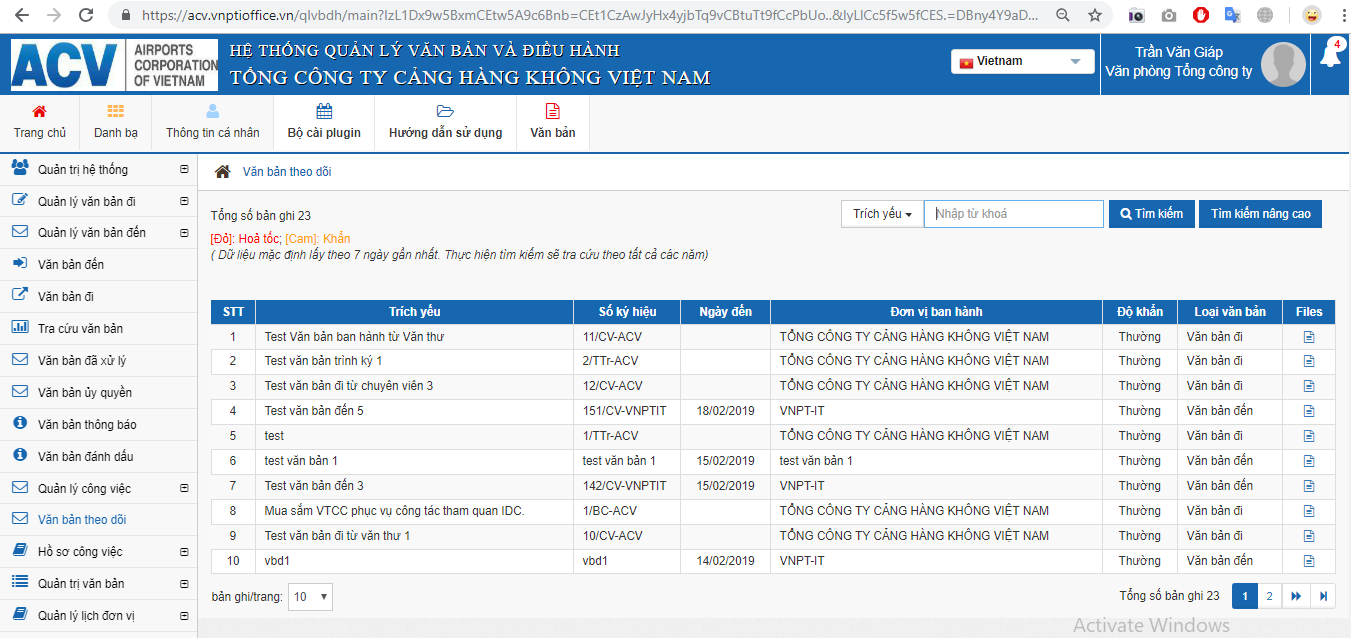 https://acv.vnptioffice.vn/qlvbdh/main?lzL1Dx9w5BxmCEtw5A9c6Bnb=CEt1CzAwJyHx4yjbTq9vCBtuTt9fCcPbUo..&IyLlCc5f5w5fCES.=DBny4Y9aD...
ACV AIRPORTS CORPORATION OF VIETNAM
HỆ THỐNG QUẢN LÝ VĂN BẢN VÀ ĐIỀU HÀNH
TỔNG CÔNG TY CẢNG HÀNG KHÔNG VIỆT NAM
Vietnam
Trần Văn Giáp
Văn phòng Tổng công ty
4
Trang chủ
Danh bạ
Thông tin cá nhân
Bộ cài plugin
Hướng dẫn sử dụng
Văn bản
Quản trị hệ thống
Quản lý văn bản đi
Quản lý văn bản đến
Văn bản đến
Văn bản đi
Tra cứu văn bản
Văn bản đã xử lý
Văn bản ủy quyền
Văn bản thông báo
Văn bản đánh dấu
Quản lý công việc
Văn bản theo dõi
Hồ sơ công việc
Quản trị văn bản
Quản lý lịch đơn vị
Văn bản theo dõi
Tổng số bản ghi 23
[Đỏ]: Hoả tốc; [Cam]: Khẩn
( Dữ liệu mặc định lấy theo 7 ngày gần nhất. Thực hiện tìm kiếm sẽ tra cứu theo tất cả các năm)
Trích yếu
Nhập từ khoá
Tìm kiếm
Tìm kiếm nâng cao
STT Trích yếu Số ký hiệu Ngày đến Đơn vị ban hành Độ khẩn Loại văn bản Files
1 Test Văn bản ban hành từ Văn thư 11/CV-ACV TỔNG CÔNG TY CẢNG HÀNG KHÔNG VIỆT NAM Thường Văn bản đi
2 Test văn bản trình ký 1 2/TTr-ACV TỔNG CÔNG TY CẢNG HÀNG KHÔNG VIỆT NAM Thường Văn bản đi
3 Test văn bản đi từ chuyên viên 3 12/CV-ACV TỔNG CÔNG TY CẢNG HÀNG KHÔNG VIỆT NAM Thường Văn bản đi
4 Test văn bản đến 5 151/CV-VNPTIT 18/02/2019 VNPT-IT Thường Văn bản đến
5 test 1/TTr-ACV TỔNG CÔNG TY CẢNG HÀNG KHÔNG VIỆT NAM Thường Văn bản đi
6 test văn bản 1 test văn bản 1 15/02/2019 test văn bản 1 Thường Văn bản đến
7 Test văn bản đến 3 142/CV-VNPTIT 15/02/2019 VNPT-IT Thường Văn bản đến
8 Mua sắm VTCC phục vụ công tác tham quan IDC. 1/BC-ACV TỔNG CÔNG TY CẢNG HÀNG KHÔNG VIỆT NAM Thường Văn bản đi
9 Test văn bản đi từ văn thư 1 10/CV-ACV TỔNG CÔNG TY CẢNG HÀNG KHÔNG VIỆT NAM Thường Văn bản đi
10 vbd1 vbd1 14/02/2019 VNPT-IT Thường Văn bản đến
bản ghi/trang: 10
Tổng số bản ghi 23 1 2
Activate Windows